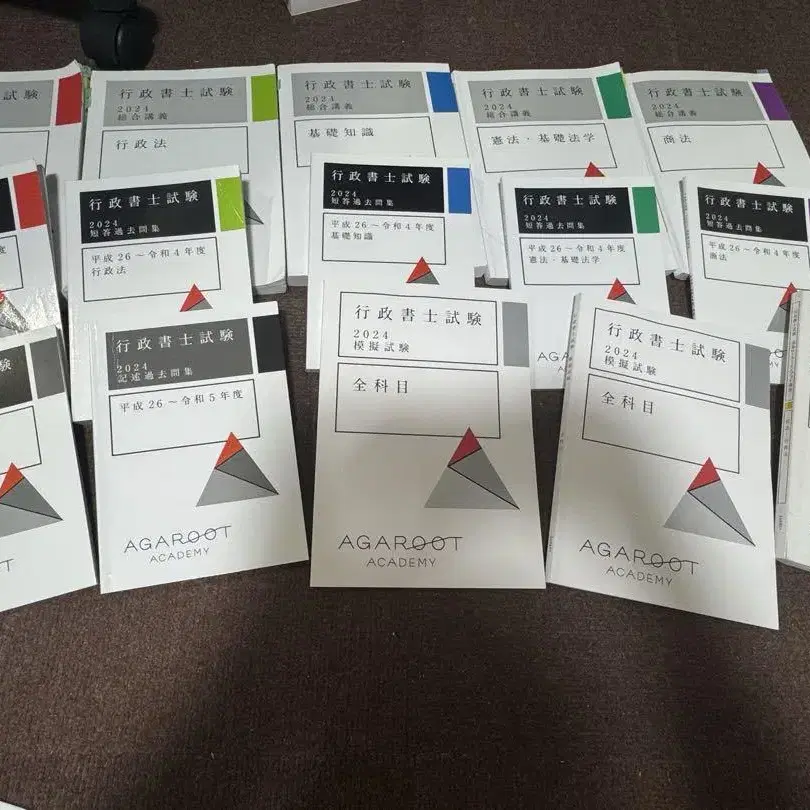 試験
行政書士試験
2024
総合講義
行政法
行政書士試験
2024
総合講義
基礎知識
行政書士試験
2024
総合講義
憲法・基礎法学
行政書士試験
2024
総合講義
商法
行政書士試験
2024
短答過去問集
平成26～令和4年度
行政法
行政書士試験
2024
短答過去問集
平成26～令和4年度
基礎知識
行政書士試験
2024
短答過去問集
平成26～令和4年度
憲法・基礎法学
行政書士試験
2024
短答過去問集
平成26～令和4年度
商法
行政書士試験
2024
記述過去問集
平成26～令和5年度
AGAROOT
ACADEMY
行政書士試験
2024
模擬試験
全科目
AGAROOT
ACADEMY
行政書士試験
2024
模擬試験
全科目
AGAROOT
ACADEMY